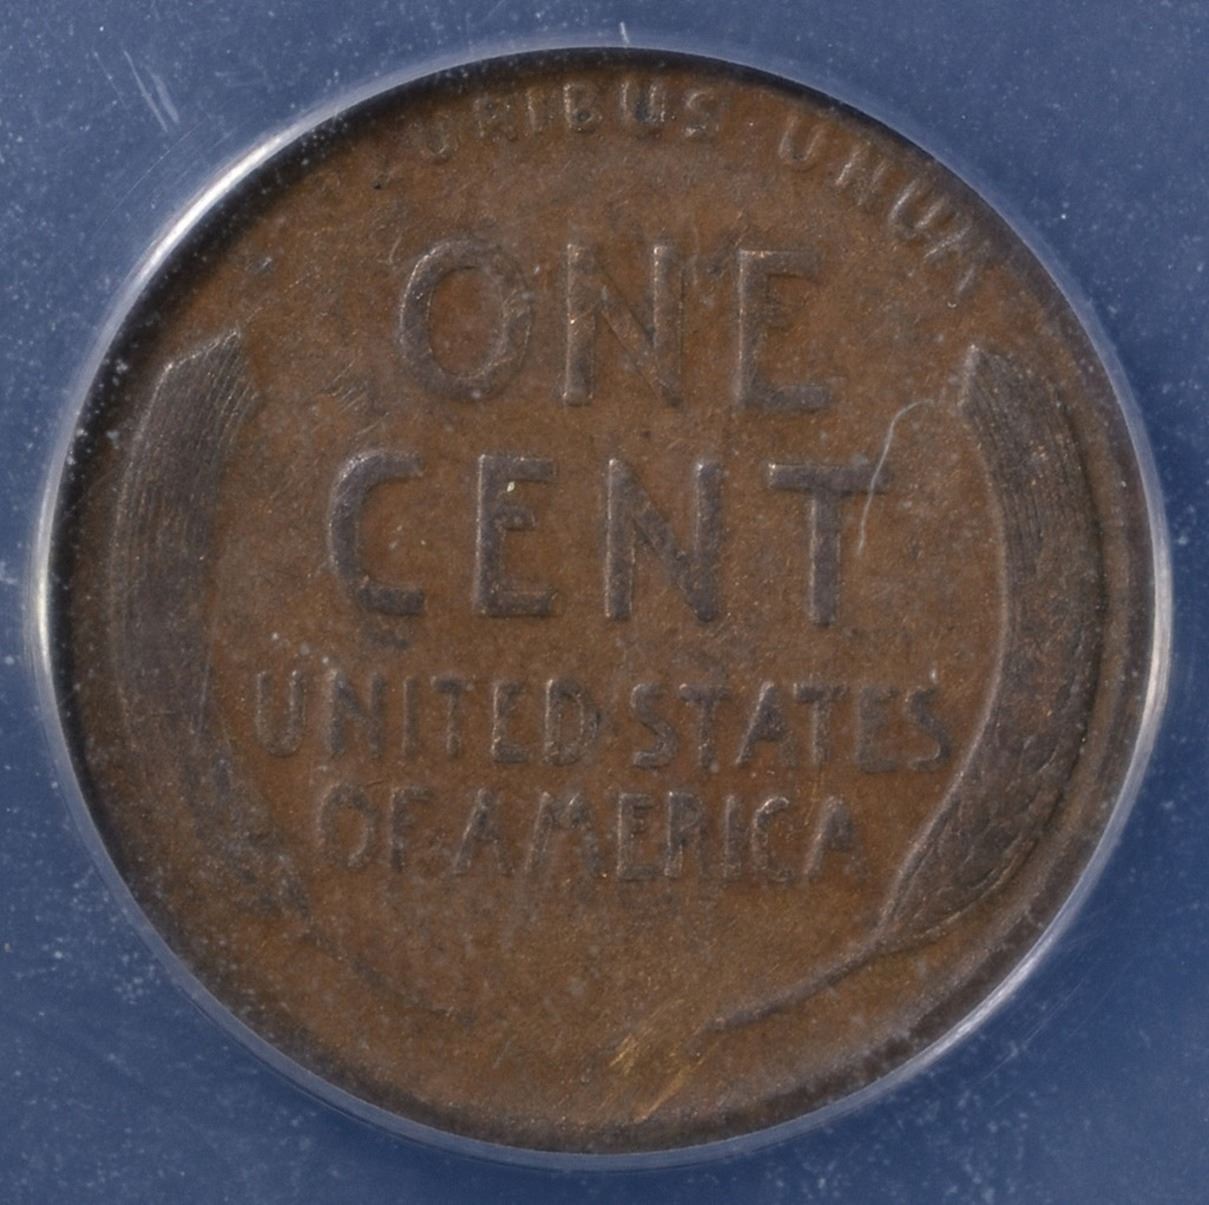 URIBUS UNUM
ONE
CENT
UNITED STATES
OF AMERICA